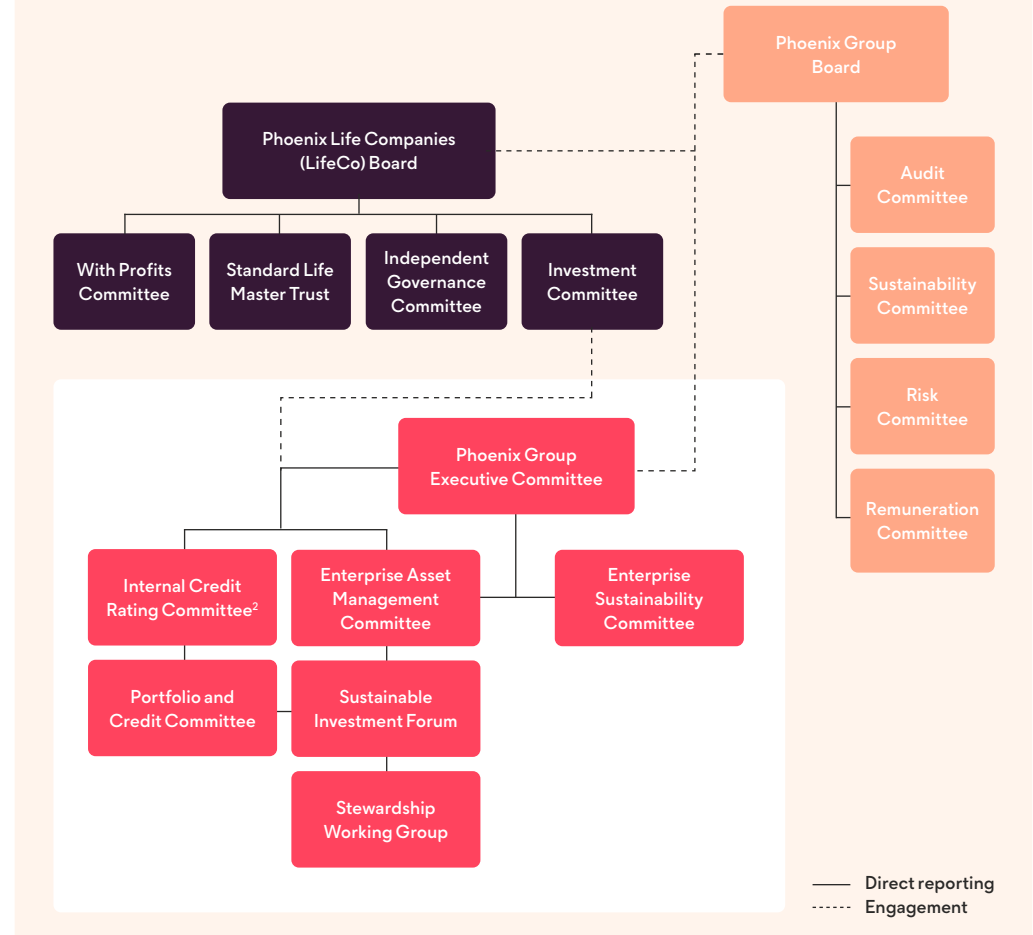 Phoenix Group
Board
Phoenix Life Companies
(LifeCo) Board
With Profits
Committee
Standard Life
Master Trust
Independent
Governance
Committee
Investment
Committee
Audit
Committee
Sustainability
Committee
Risk
Committee
Remuneration
Committee
Phoenix Group
Executive Committee
Internal Credit
Rating Committee²
Enterprise Asset
Management
Committee
Enterprise
Sustainability
Committee
Portfolio and
Credit Committee
Sustainable
Investment Forum
Stewardship
Working Group
Direct reporting
Engagement